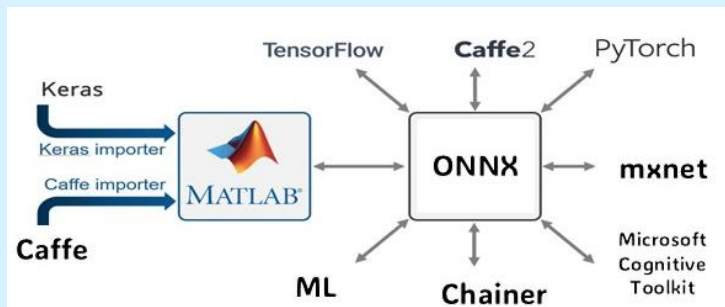 TensorFlow
Caffe2
PyTorch
Keras
Keras importer
Caffe importer
MATLAB®
ONNX
mxnet
Caffe
ML
Chainer
Microsoft
Cognitive
Toolkit